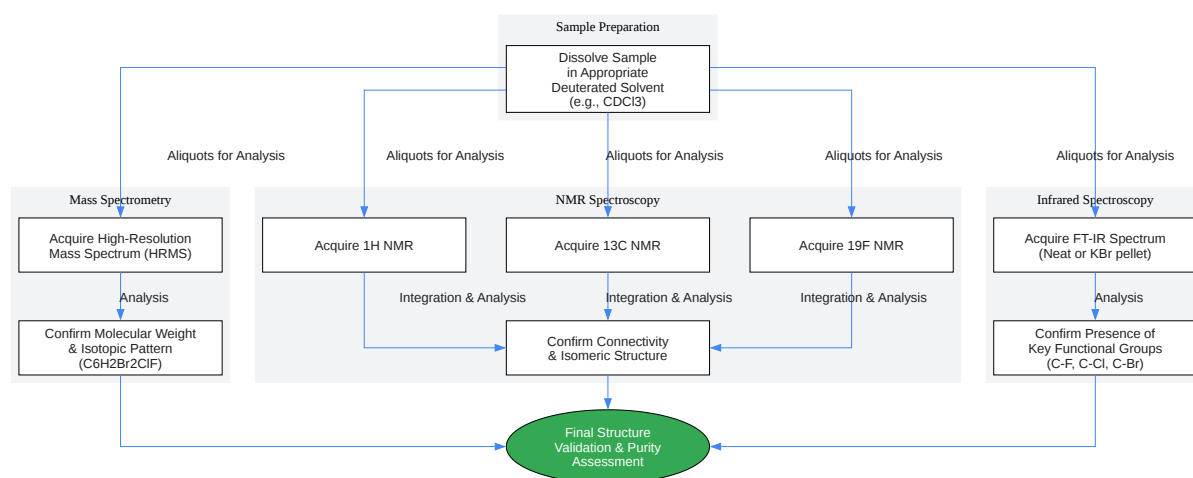 Sample Preparation
Dissolve Sample
in Appropriate
Deuterated Solvent
(e.g., CDCl3)
Aliquots for Analysis
Aliquots for Analysis
Aliquots for Analysis
Aliquots for Analysis
Aliquots for Analysis
Mass Spectrometry
NMR Spectroscopy
Infrared Spectroscopy
Acquire High-Resolution
Mass Spectrum (HRMS)
Acquire 1H NMR
Acquire 13C NMR
Acquire 19F NMR
Acquire FT-IR Spectrum
(Neat or KBr pellet)
Analysis
Integration & Analysis
Integration & Analysis
Integration & Analysis
Analysis
Confirm Molecular Weight
& Isotopic Pattern
(C6H2Br2ClF)
Confirm Connectivity
& Isomeric Structure
Confirm Presence of
Key Functional Groups
(C-F, C-Cl, C-Br)
Final Structure
Validation & Purity
Assessment